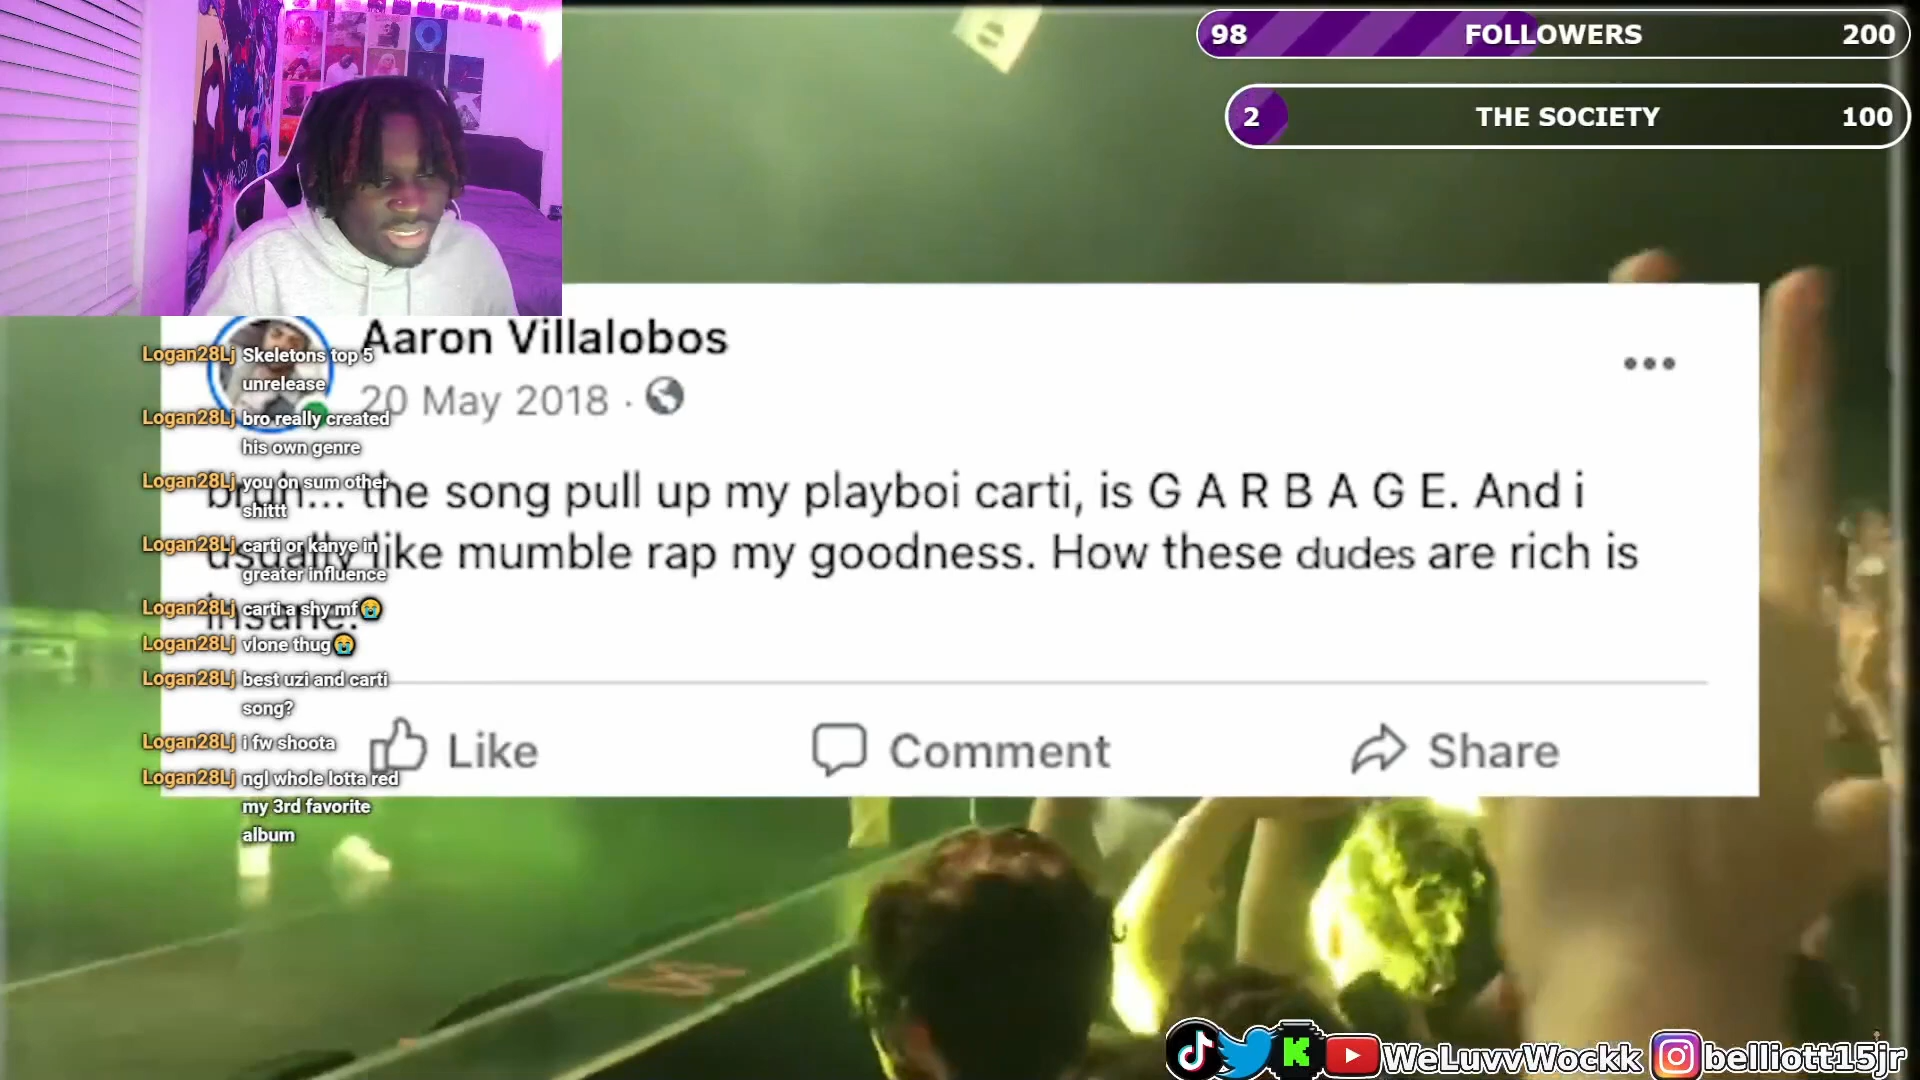 98 FOLLOWERS 200
2 THE SOCIETY 100
Aaron Villalobos
20 May 2018 ·
bruh... the song pull up my playboi carti, is G A R B A G E. And i
usually like mumble rap my goodness. How these dudes are rich is
insane.
Like Comment Share
Logan28Lj Skeletons top 5
unrelease
Logan28Lj bro really created
his own genre
Logan28Lj you on sum other
shittt
Logan28Lj carti or kanye in
greater influence
Logan28Lj carti a shy mf😭
Logan28Lj vlone thug😭
Logan28Lj best uzi and carti
song?
Logan28Lj i fw shoota
Logan28Lj ngl whole lotta red
my 3rd favorite
album
WeLuvvWockk belliott15jr